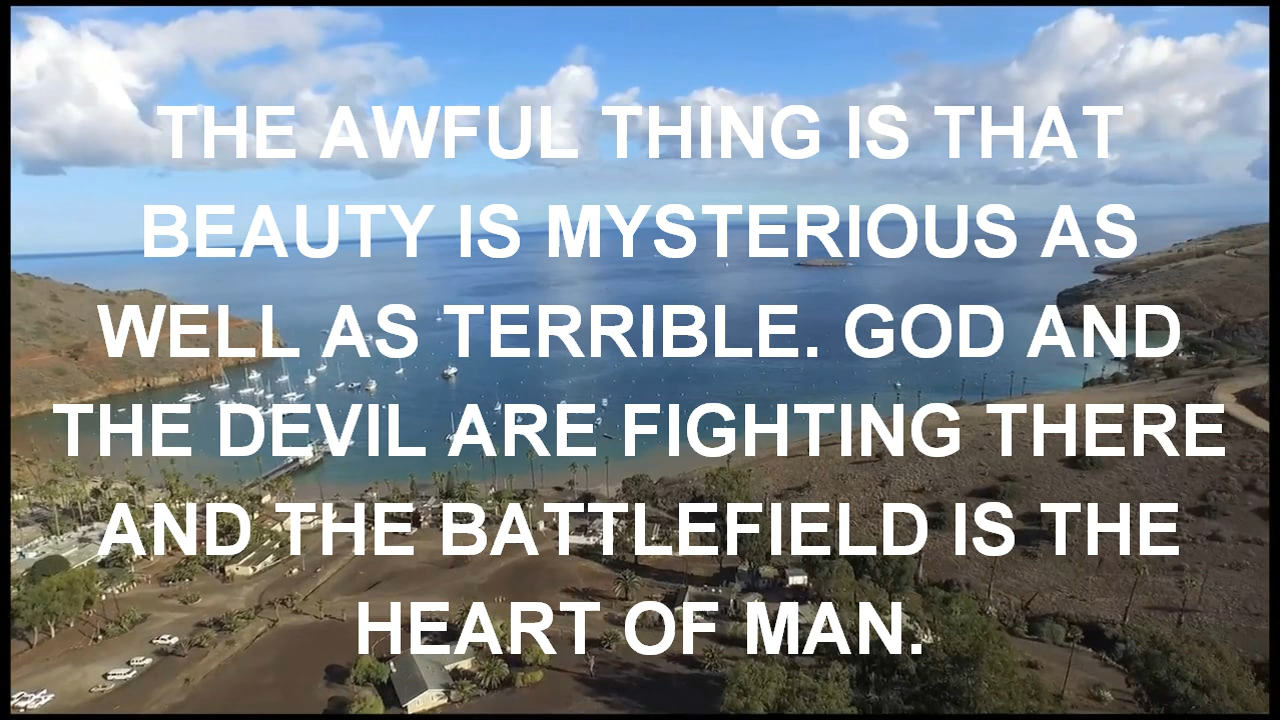 THE AWFUL THING IS THAT
BEAUTY IS MYSTERIOUS AS
WELL AS TERRIBLE. GOD AND
THE DEVIL ARE FIGHTING THERE
AND THE BATTLEFIELD IS THE
HEART OF MAN.